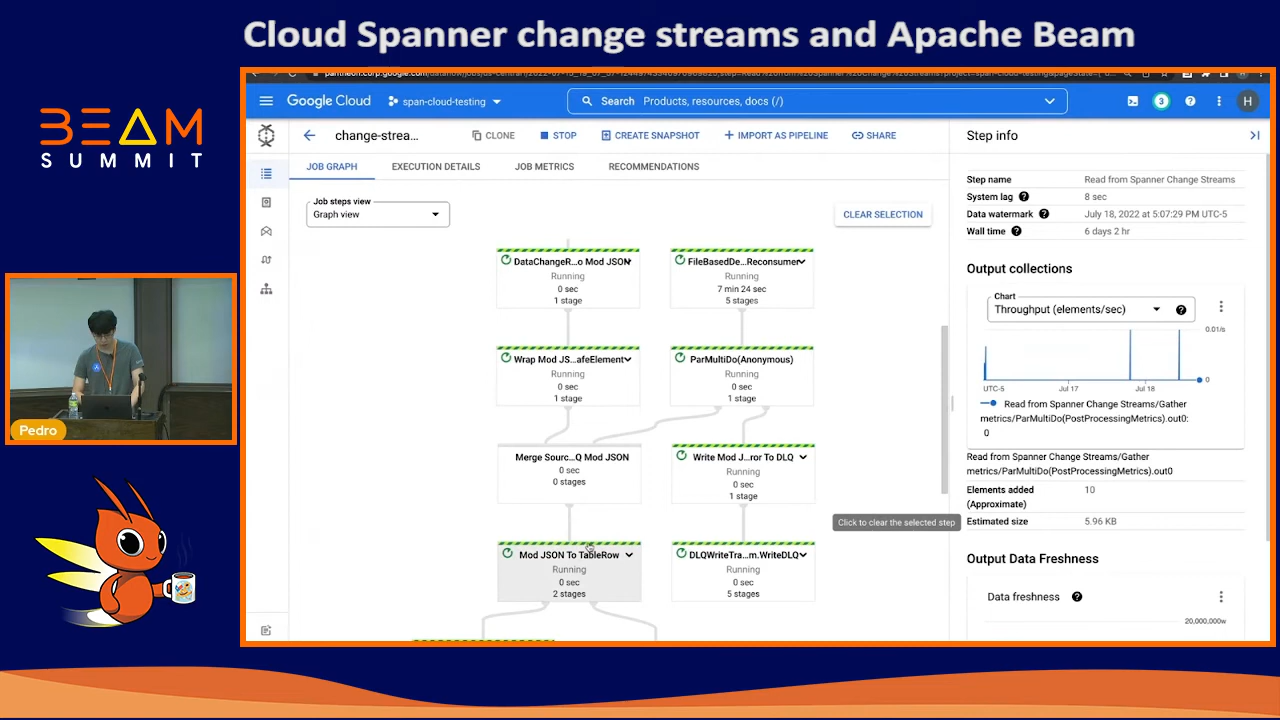 Cloud Spanner change streams and Apache Beam
BEAM
SUMMIT
Pedro
Google Cloud
span-cloud-testing
Search Products, resources, docs (/)
3
H
change-strea...
CLONE
STOP
CREATE SNAPSHOT
IMPORT AS PIPELINE
SHARE
JOB GRAPH
EXECUTION DETAILS
JOB METRICS
RECOMMENDATIONS
Job steps view
Graph view
CLEAR SELECTION
DataChangeR...o Mod JSON
Running
0 sec
1 stage
FileBasedDe...Reconsumer
Running
7 min 24 sec
5 stages
Wrap Mod JS...afeElement
Running
0 sec
1 stage
ParMultiDo(Anonymous)
Running
0 sec
1 stage
Merge Sourc...Q Mod JSON
0 sec
0 stages
Write Mod J...ror To DLQ
Running
0 sec
1 stage
Click to clear the selected step
Mod JSON To TableRow
Running
0 sec
2 stages
DLQWriteTra...m.WriteDLQ
Running
0 sec
5 stages
Step info
Step name Read from Spanner Change Streams
System lag 8 sec
Data watermark July 18, 2022 at 5:07:29 PM UTC-5
Wall time 6 days 2 hr
Output collections
Chart
Throughput (elements/sec)
0.01/s
0
UTC-5 Jul 17 Jul 18
Read from Spanner Change Streams/Gather
metrics/ParMultiDo(PostProcessingMetrics).out0:
0
Read from Spanner Change Streams/Gather
metrics/ParMultiDo(PostProcessingMetrics).out0
Elements added 10
(Approximate)
Estimated size 5.96 KB
Output Data Freshness
Data freshness
20,000,000w